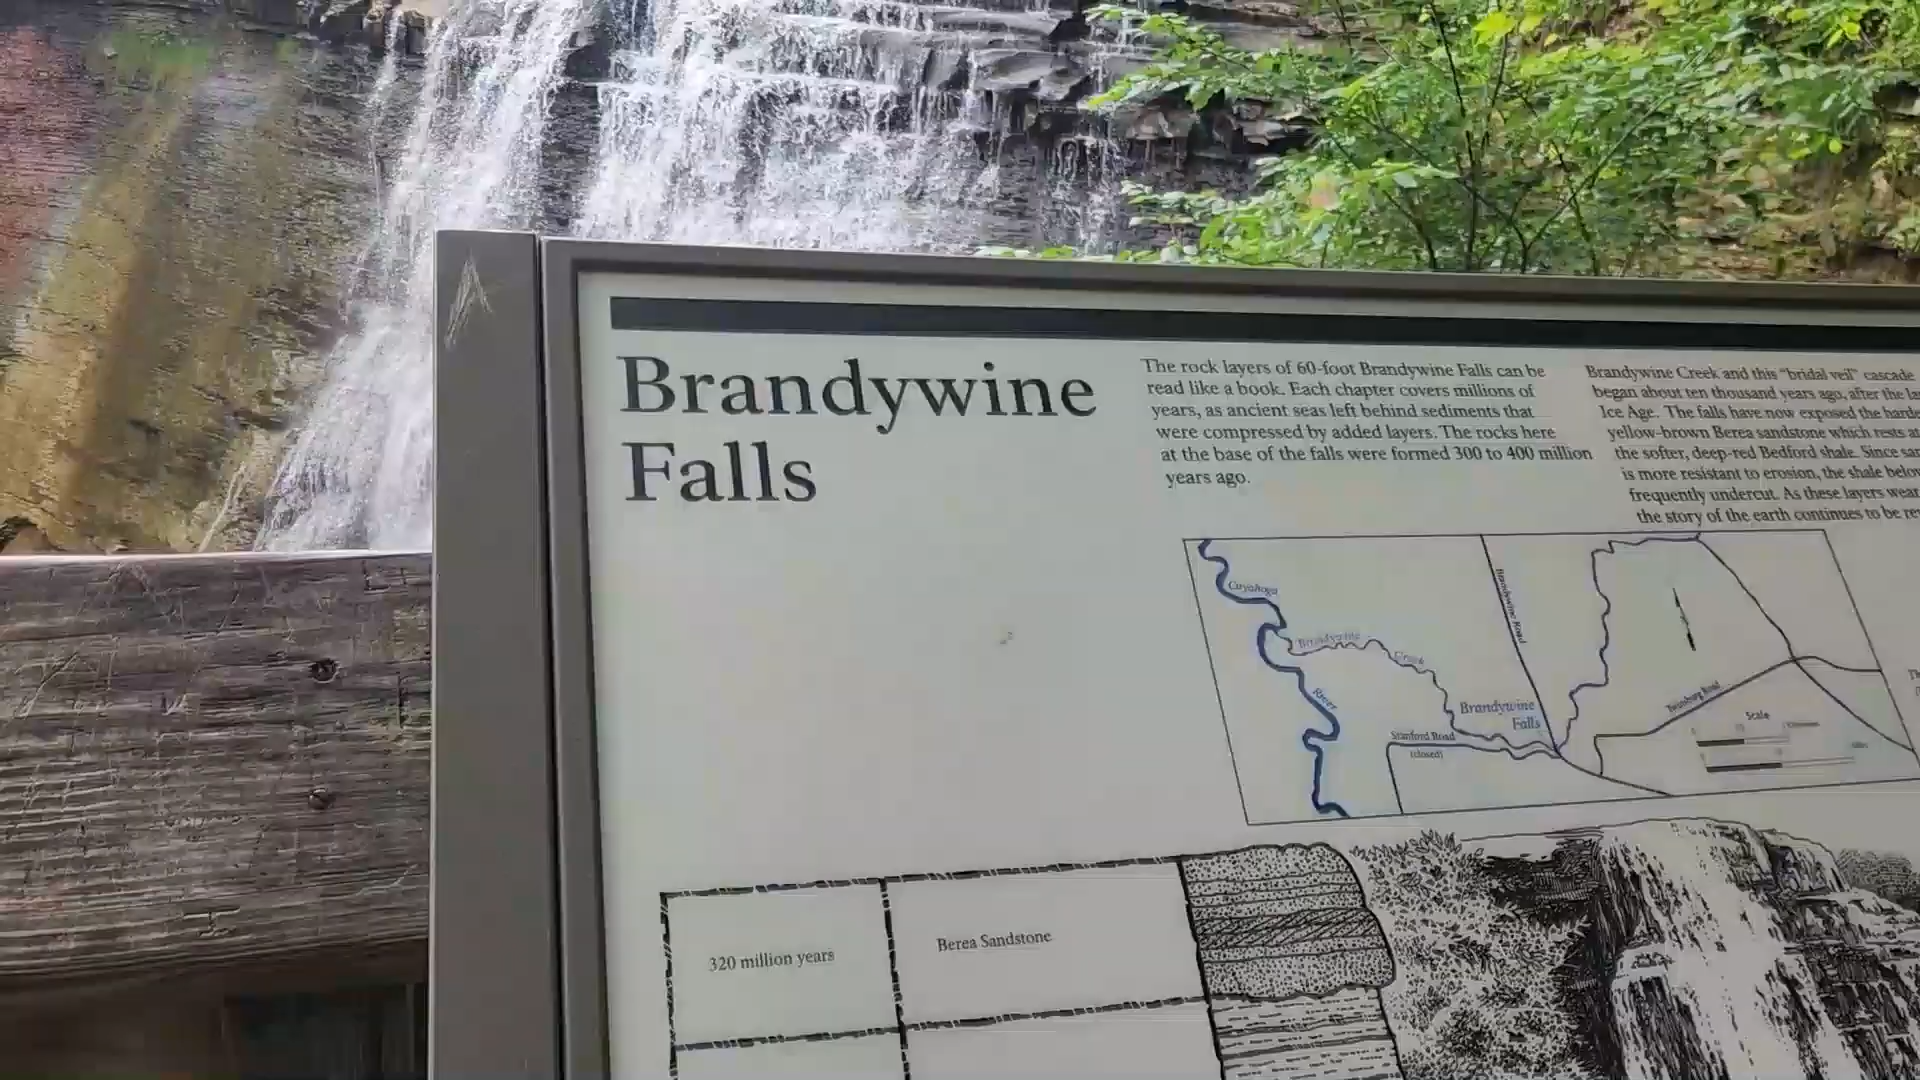 Brandywine
Falls
The rock layers of 60-foot Brandywine Falls can be
read like a book. Each chapter covers millions of
years, as ancient seas left behind sediments that
were compressed by added layers. The rocks here
at the base of the falls were formed 300 to 400 million
years ago.
Brandywine Creek and this "bridal veil" cascade
began about ten thousand years ago, after the
Ice Age. The falls have now exposed the
yellow-brown Berea sandstone which rests
the softer, deep-red Bedford shale. Since
is more resistant to erosion, the shale
frequently undercut. As these layers
the story of the earth continues to be
Cuyahoga
River
Brandywine
Creek
Brandywine Road
Brandywine
Falls
Stanford Road
(closed)
Twinsburg Road
Scale
320 million years
Berea Sandstone